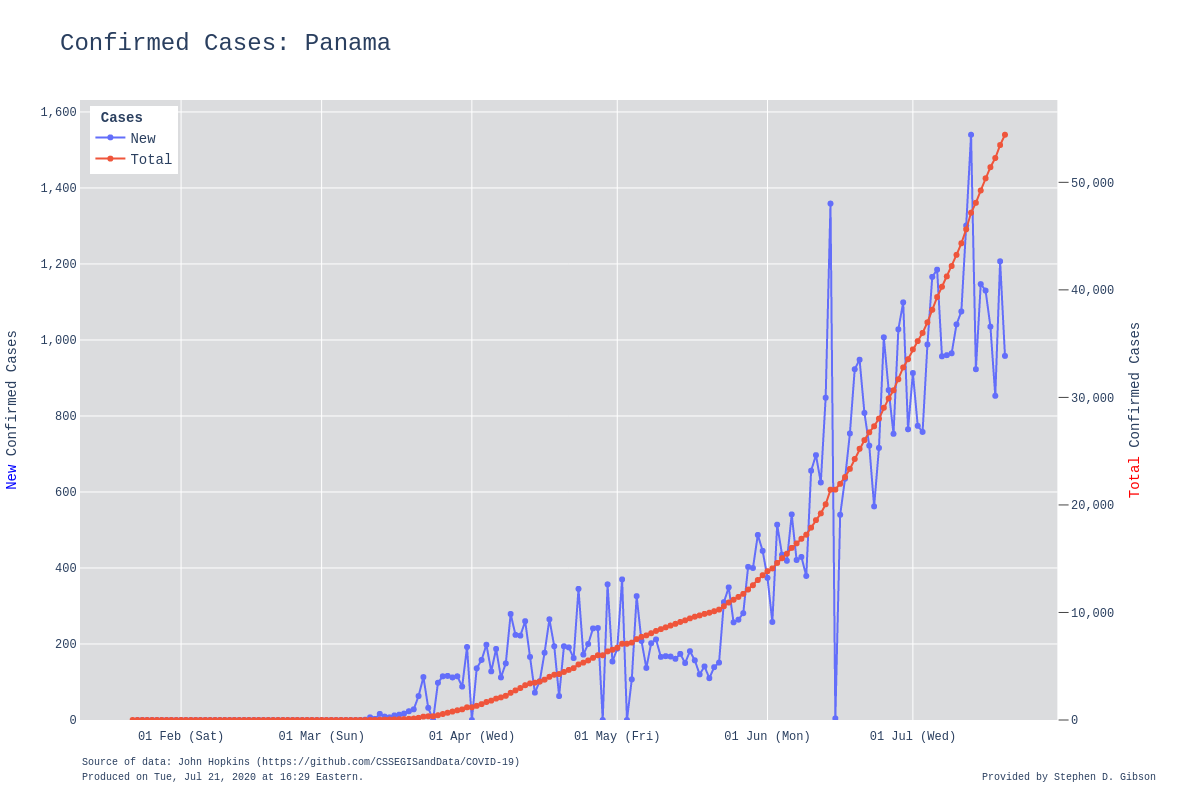 Confirmed Cases: Panama
Cases
New
Total
1,600
1,400
1,200
1,000
800
600
400
200
0
50,000
40,000
30,000
20,000
10,000
0
New Confirmed Cases
Total Confirmed Cases
01 Feb (Sat) 01 Mar (Sun) 01 Apr (Wed) 01 May (Fri) 01 Jun (Mon) 01 Jul (Wed)
Source of data: John Hopkins (https://github.com/CSSEGISandData/COVID-19)
Produced on Tue, Jul 21, 2020 at 16:29 Eastern.
Provided by Stephen D. Gibson